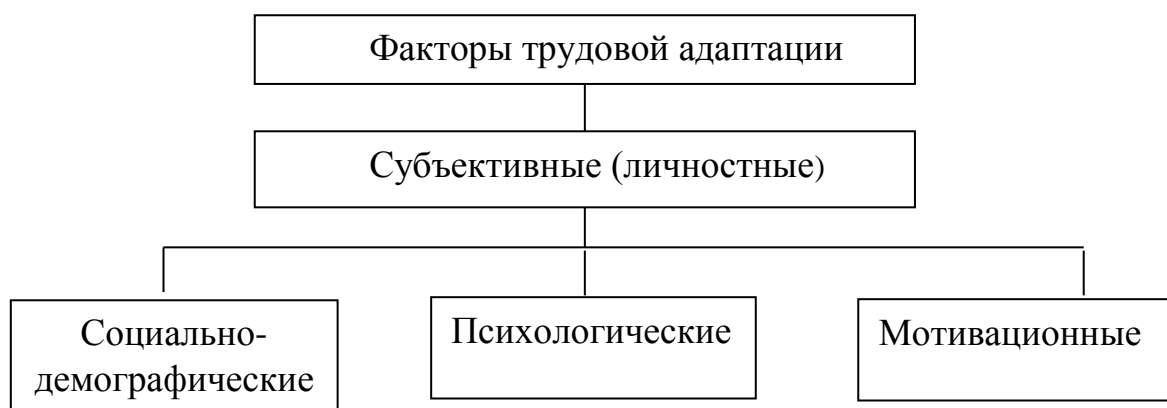 Факторы трудовой адаптации
Субъективные (личностные)
Социально-
демографические
Психологические
Мотивационные